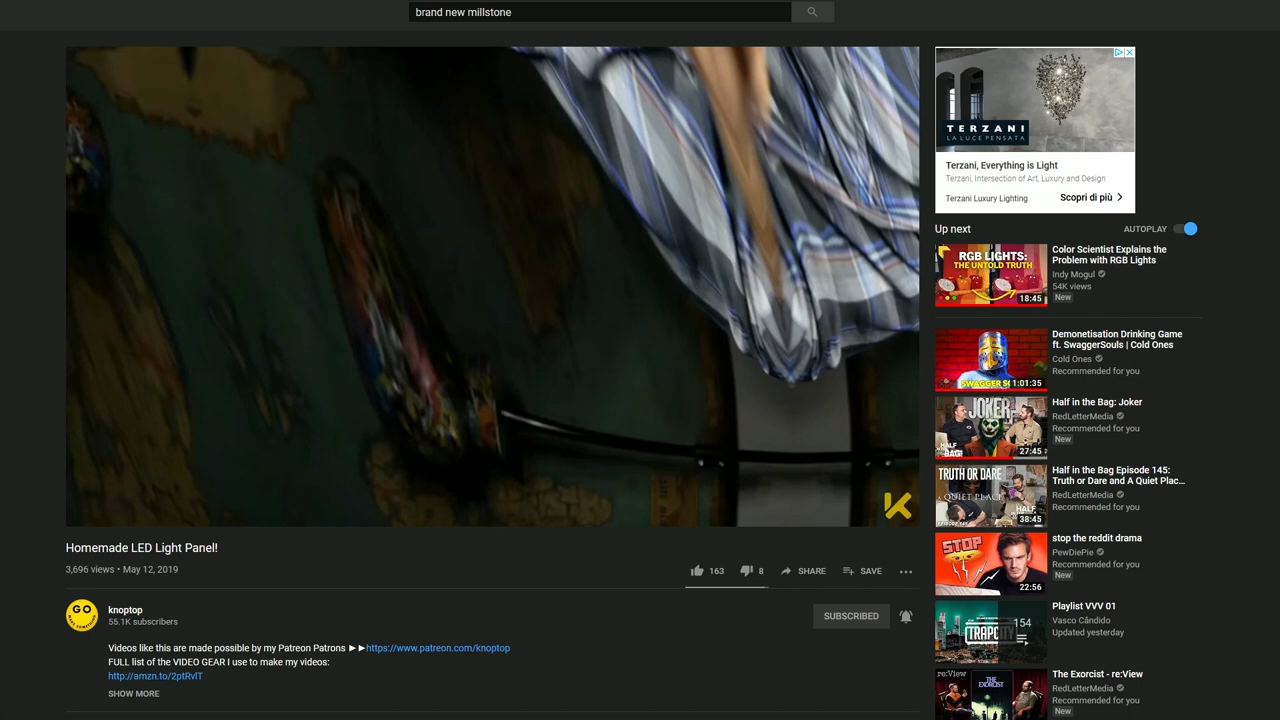 brand new millstone
TERZANI
LA LUCE PENSATA
Terzani, Everything is Light
Terzani, Intersection of Art, Luxury and Design
Terzani Luxury Lighting
Scopri di più
Up next
AUTOPLAY
RGB LIGHTS:
THE UNTOLD TRUTH
18:45
Color Scientist Explains the
Problem with RGB Lights
Indy Mogul
54K views
New
SWAGGER S
1:01:35
Demonetisation Drinking Game
ft. SwaggerSouls | Cold Ones
Cold Ones
Recommended for you
JOKER
HALF
BAG!
27:45
Half in the Bag: Joker
RedLetterMedia
Recommended for you
New
TRUTH OR DARE
A QUIET PLACE
HALF
38:45
Half in the Bag Episode 145:
Truth or Dare and A Quiet Plac...
RedLetterMedia
Recommended for you
STOP
22:56
stop the reddit drama
PewDiePie
Recommended for you
New
TRAPCITY
154
Playlist VVV 01
Vasco Cândido
Updated yesterday
re:View
THE
EXORCIST
The Exorcist - re:View
RedLetterMedia
Recommended for you
New
Homemade LED Light Panel!
3,696 views • May 12, 2019
163
8
SHARE
SAVE
GO
MAKE SOMETHING
knoptop
55.1K subscribers
SUBSCRIBED
Videos like this are made possible by my Patreon Patrons ►►https://www.patreon.com/knoptop
FULL list of the VIDEO GEAR I use to make my videos:
http://amzn.to/2ptRvlT
SHOW MORE